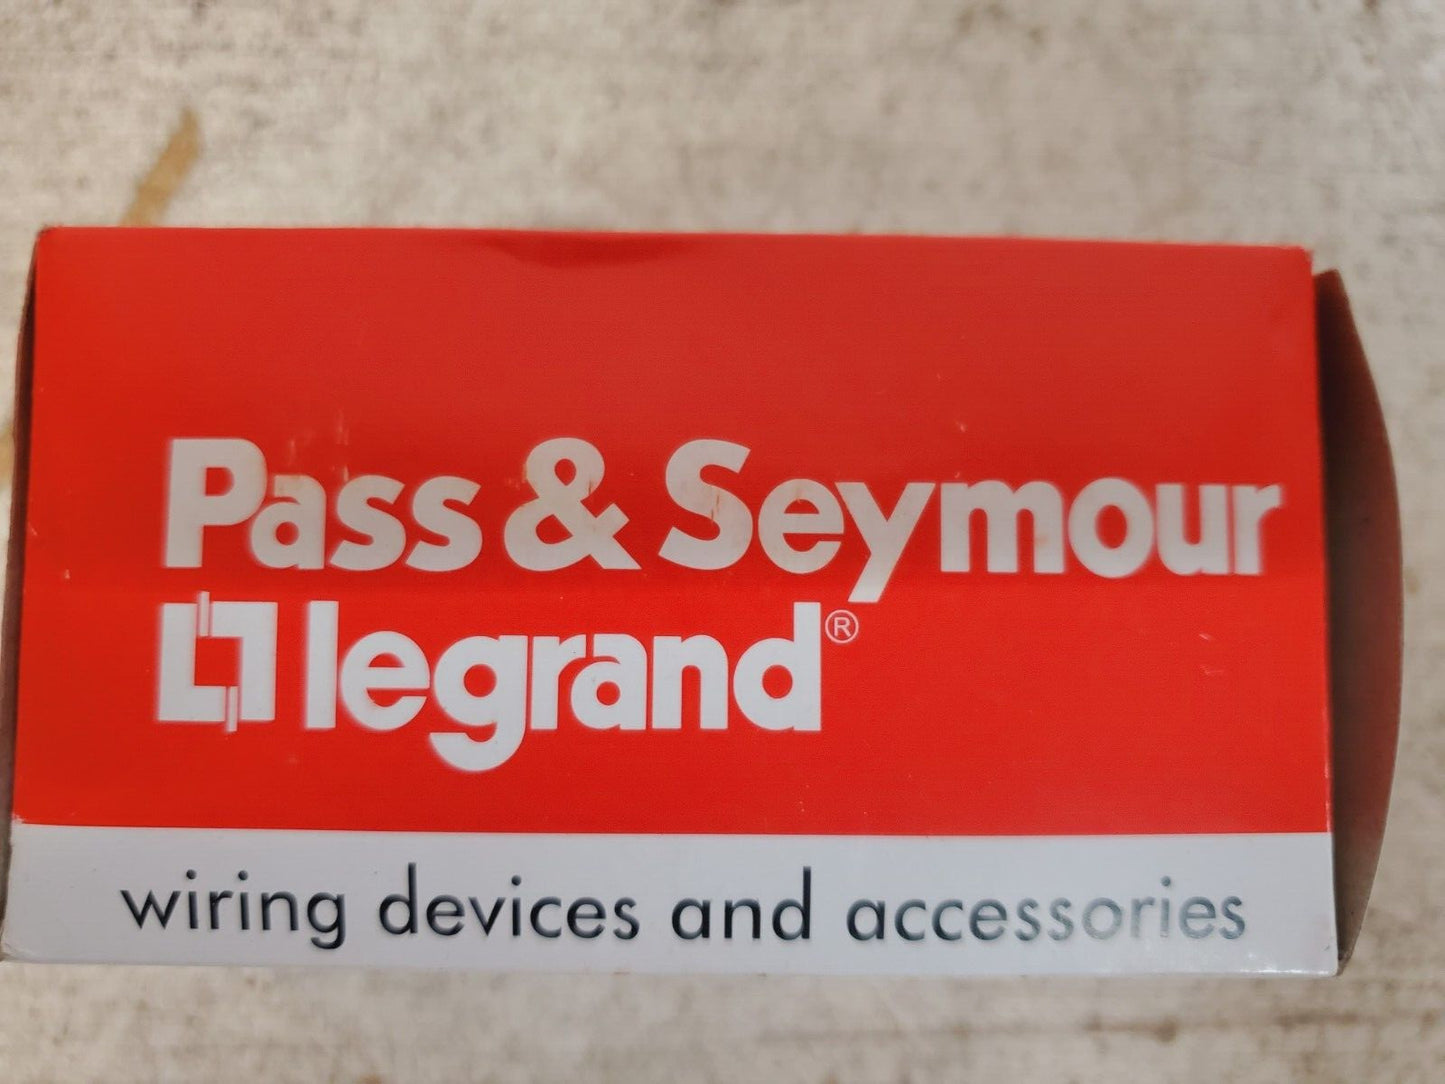 Pass & Seymour
legrand®
wiring devices and accessories